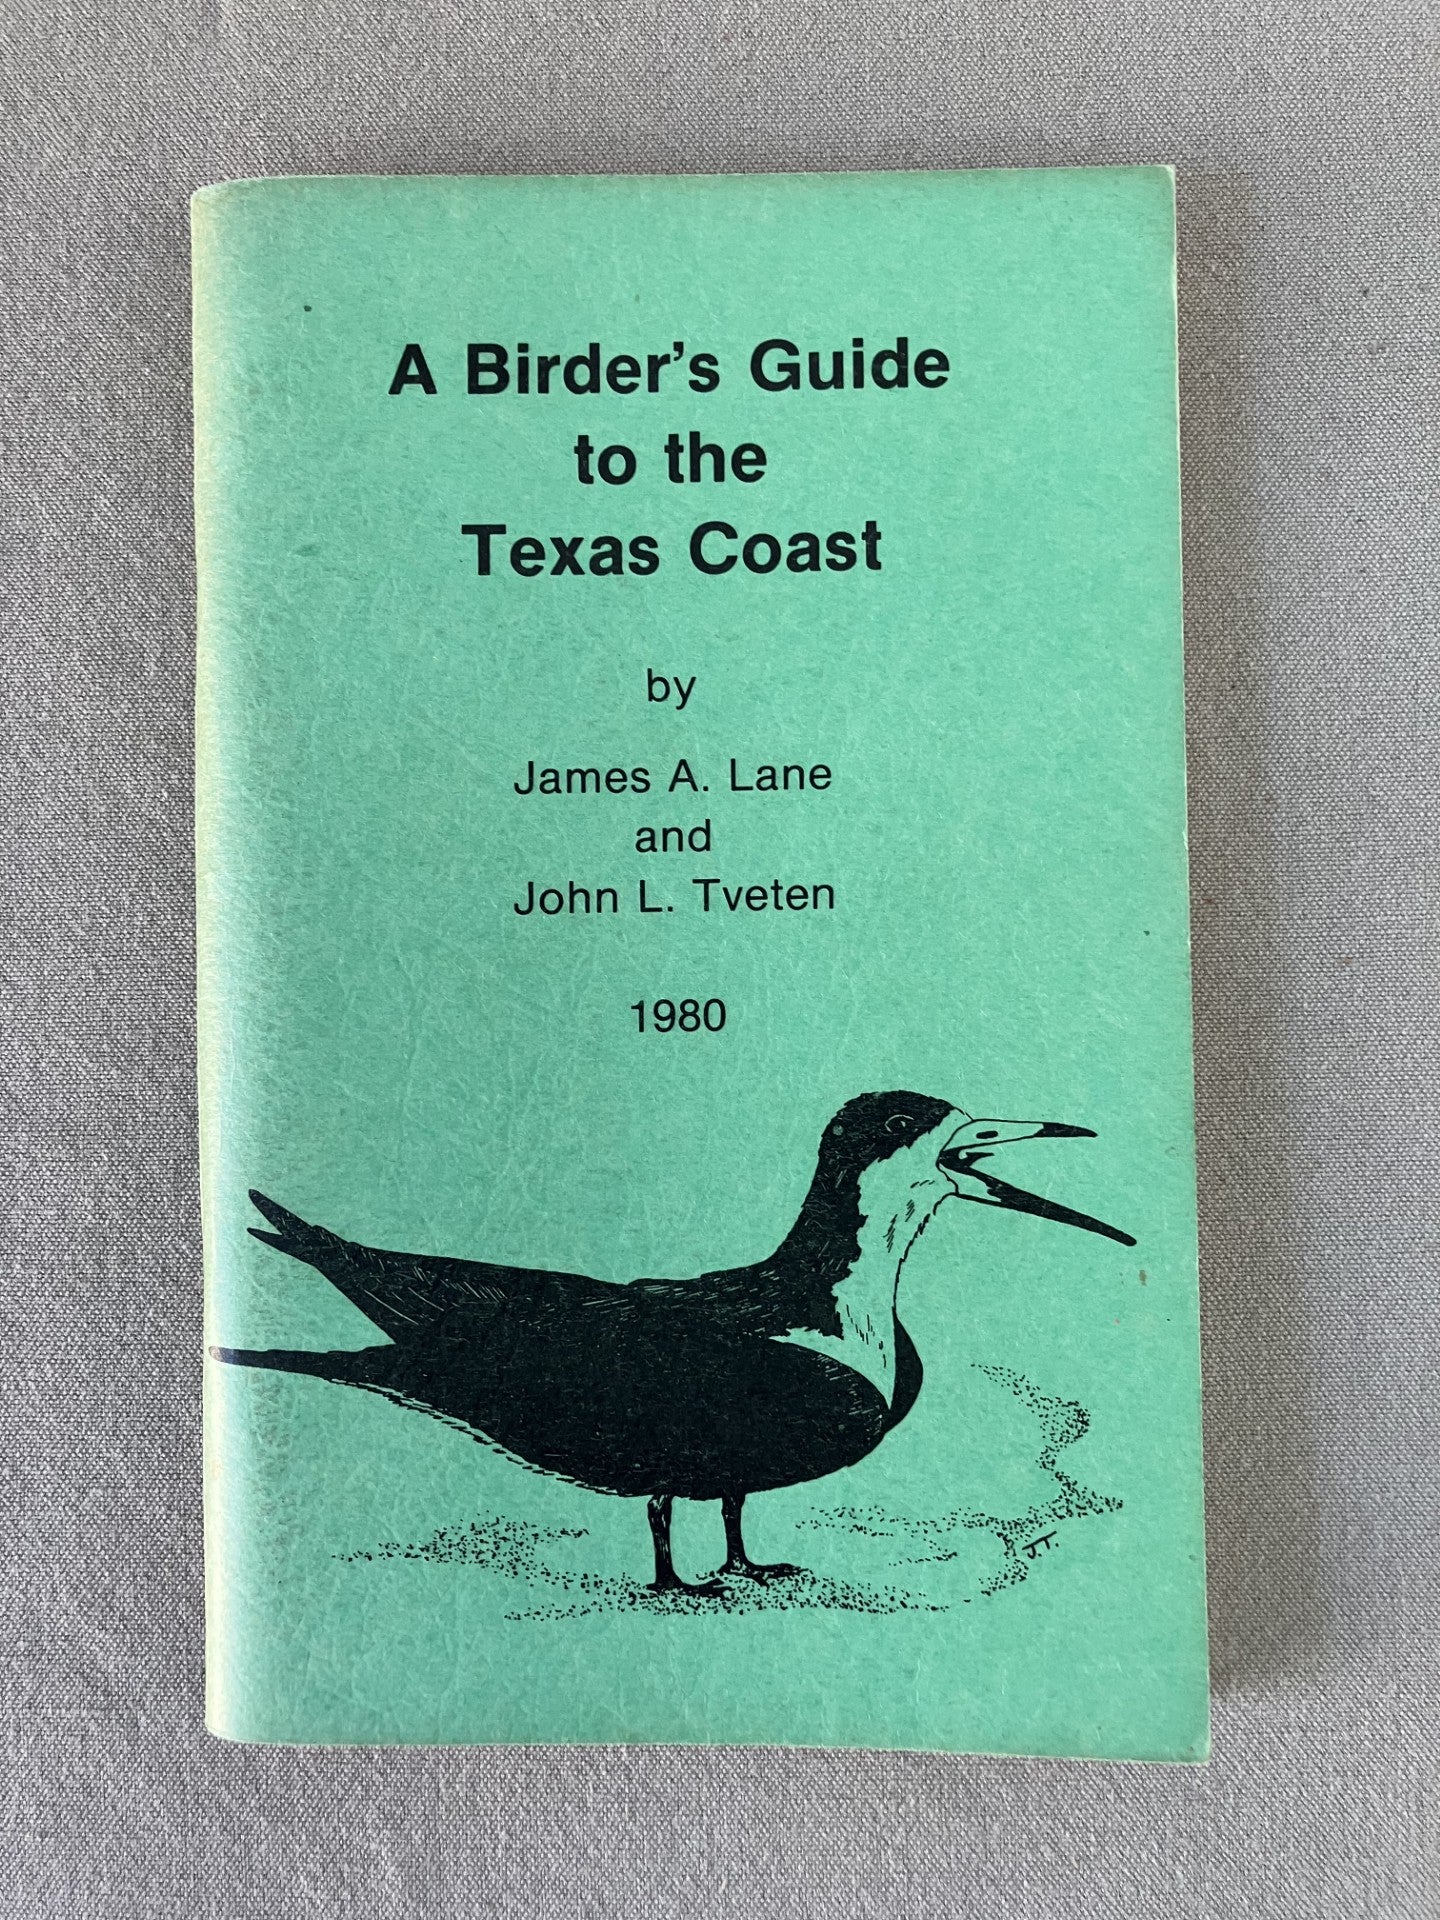 A Birder's Guide
to the
Texas Coast
by
James A. Lane
and
John L. Tveten
1980
J.T.